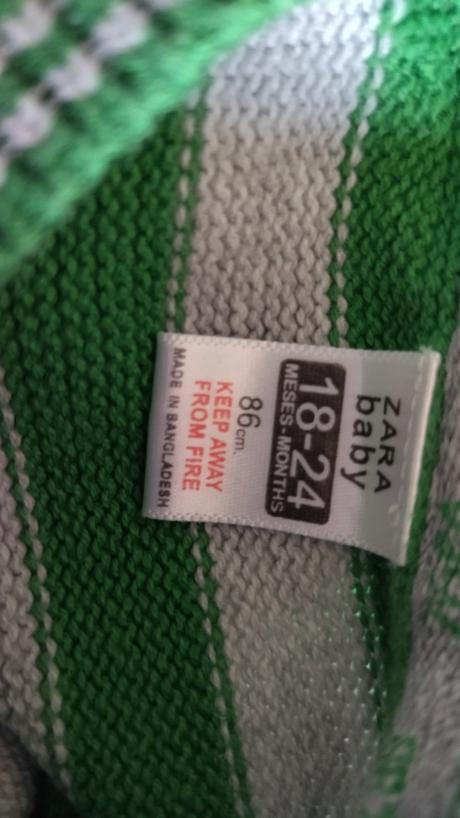 ZARA
baby
18-24
MESES-MONTHS
86cm.
KEEP AWAY
FROM FIRE
MADE IN BANGLADESH